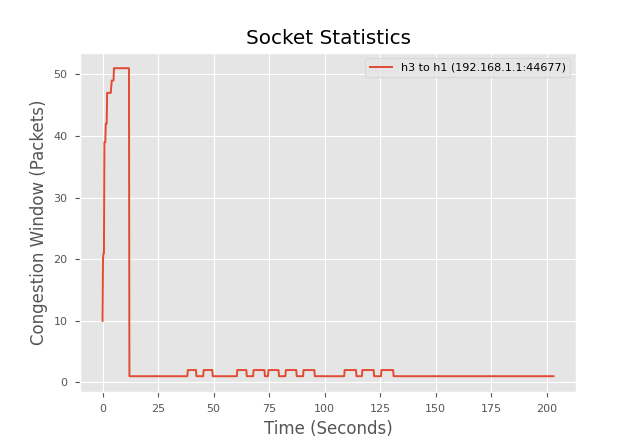 Socket Statistics
h3 to h1 (192.168.1.1:44677)
Congestion Window (Packets)
50
40
30
20
10
0
0 25 50 75 100 125 150 175 200
Time (Seconds)